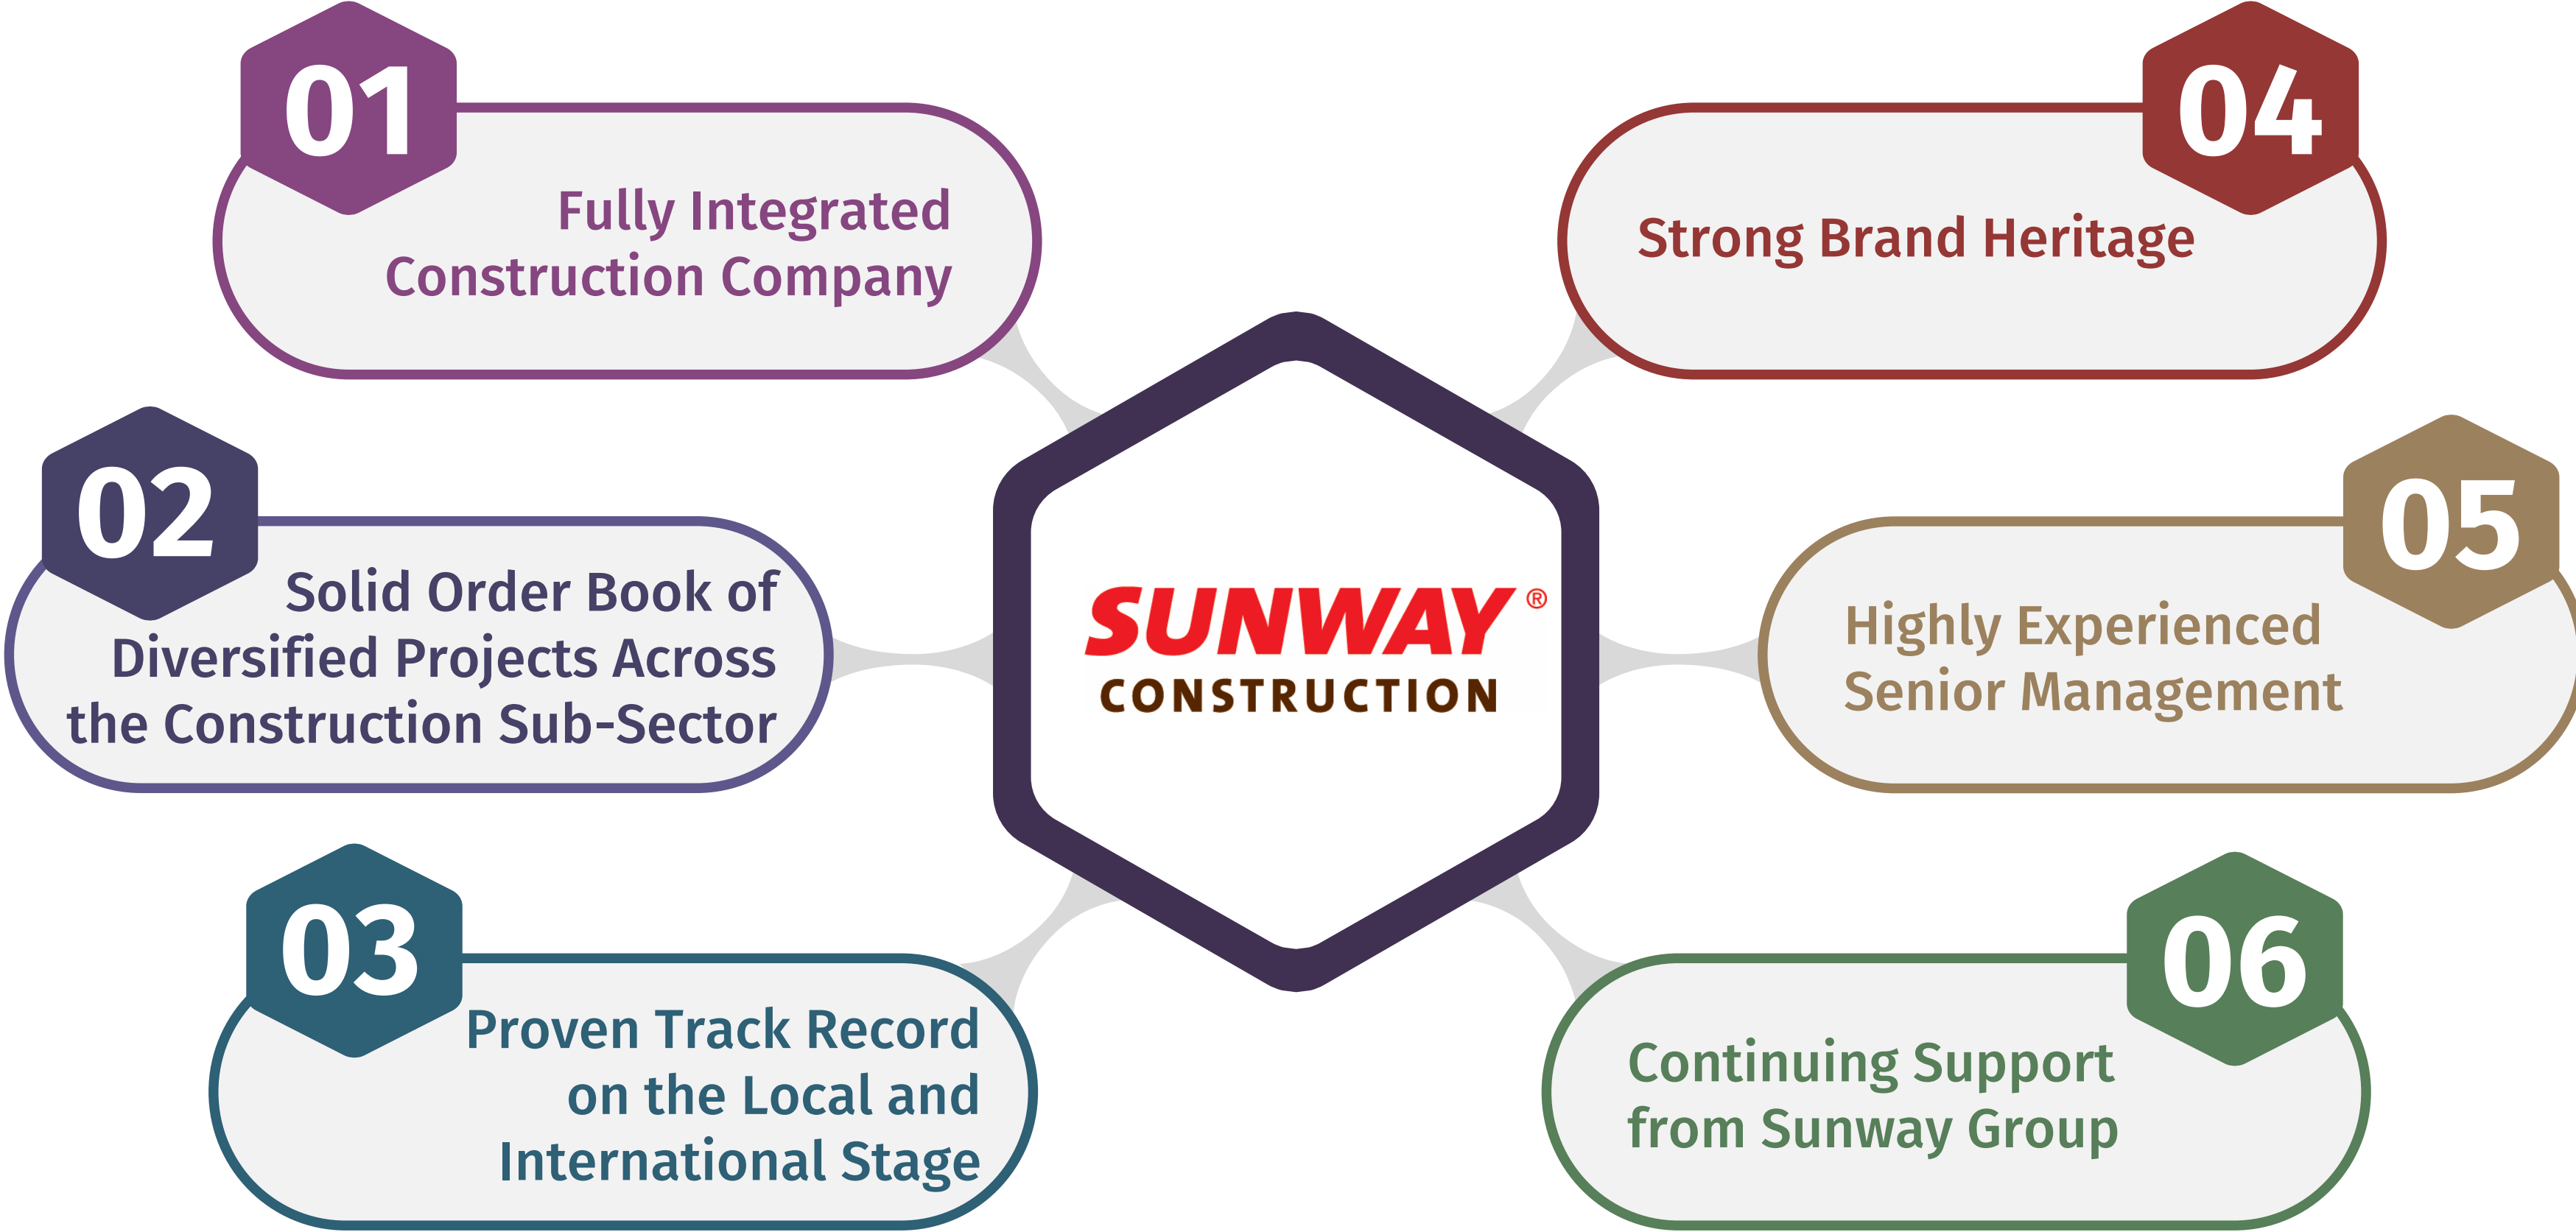 01
Fully Integrated
Construction Company
02
Solid Order Book of
Diversified Projects Across
the Construction Sub-Sector
03
Proven Track Record
on the Local and
International Stage
SUNWAY®
CONSTRUCTION
04
Strong Brand Heritage
05
Highly Experienced
Senior Management
06
Continuing Support
from Sunway Group